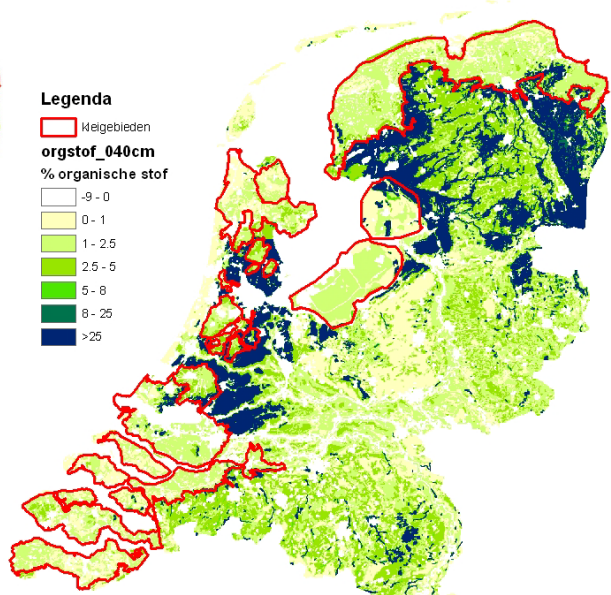 Legenda
kleigebieden
orgstof_040cm
% organische stof
-9 - 0
0 - 1
1 - 2.5
2.5 - 5
5 - 8
8 - 25
>25